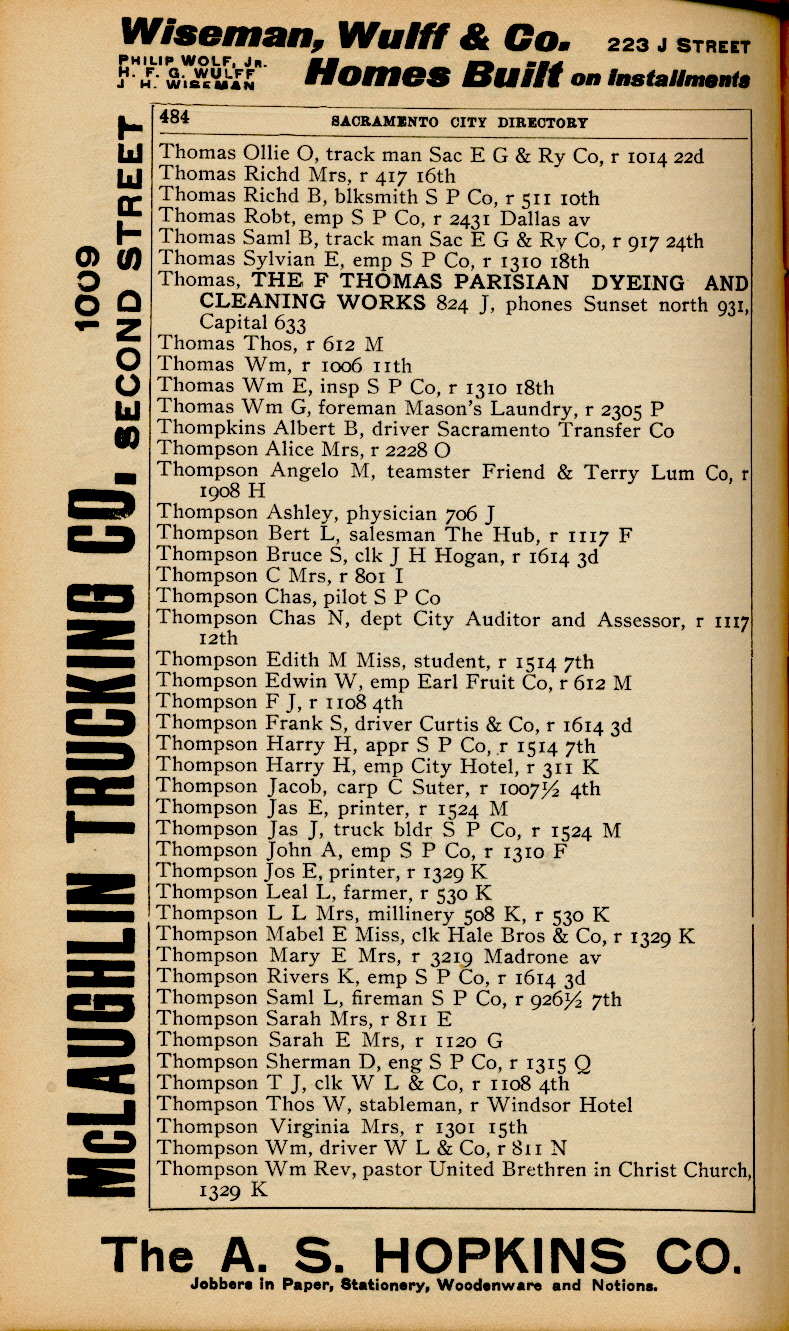 Wiseman, Wulff & Co. 223 J STREET
PHILIP WOLF, JR.
H. F. G. WULFF
J H. WISEMAN
Homes Built on Installments
McLAUGHLIN TRUCKING CO. 1009 SECOND STREET
484 SACRAMENTO CITY DIRECTORY
Thomas Ollie O, track man Sac E G & Ry Co, r 1014 22d
Thomas Richd Mrs, r 417 16th
Thomas Richd B, blksmith S P Co, r 511 10th
Thomas Robt, emp S P Co, r 2431 Dallas av
Thomas Saml B, track man Sac E G & Ry Co, r 917 24th
Thomas Sylvian E, emp S P Co, r 1310 18th
Thomas, THE F THOMAS PARISIAN DYEING AND
CLEANING WORKS 824 J, phones Sunset north 931,
Capital 633
Thomas Thos, r 612 M
Thomas Wm, r 1006 11th
Thomas Wm E, insp S P Co, r 1310 18th
Thomas Wm G, foreman Mason's Laundry, r 2305 P
Thompkins Albert B, driver Sacramento Transfer Co
Thompson Alice Mrs, r 2228 O
Thompson Angelo M, teamster Friend & Terry Lum Co, r
1908 H
Thompson Ashley, physician 706 J
Thompson Bert L, salesman The Hub, r 1117 F
Thompson Bruce S, clk J H Hogan, r 1614 3d
Thompson C Mrs, r 801 I
Thompson Chas, pilot S P Co
Thompson Chas N, dept City Auditor and Assessor, r 1117
12th
Thompson Edith M Miss, student, r 1514 7th
Thompson Edwin W, emp Earl Fruit Co, r 612 M
Thompson F J, r 1108 4th
Thompson Frank S, driver Curtis & Co, r 1614 3d
Thompson Harry H, appr S P Co, r 1514 7th
Thompson Harry H, emp City Hotel, r 311 K
Thompson Jacob, carp C Suter, r 1007½ 4th
Thompson Jas E, printer, r 1524 M
Thompson Jas J, truck bldr S P Co, r 1524 M
Thompson John A, emp S P Co, r 1310 F
Thompson Jos E, printer, r 1329 K
Thompson Leal L, farmer, r 530 K
Thompson L L Mrs, millinery 508 K, r 530 K
Thompson Mabel E Miss, clk Hale Bros & Co, r 1329 K
Thompson Mary E Mrs, r 3219 Madrone av
Thompson Rivers K, emp S P Co, r 1614 3d
Thompson Saml L, fireman S P Co, r 926½ 7th
Thompson Sarah Mrs, r 811 E
Thompson Sarah E Mrs, r 1120 G
Thompson Sherman D, eng S P Co, r 1315 Q
Thompson T J, clk W L & Co, r 1108 4th
Thompson Thos W, stableman, r Windsor Hotel
Thompson Virginia Mrs, r 1301 15th
Thompson Wm, driver W L & Co, r 811 N
Thompson Wm Rev, pastor United Brethren in Christ Church,
1329 K
The A. S. HOPKINS CO.
Jobbers in Paper, Stationery, Woodenware and Notions.